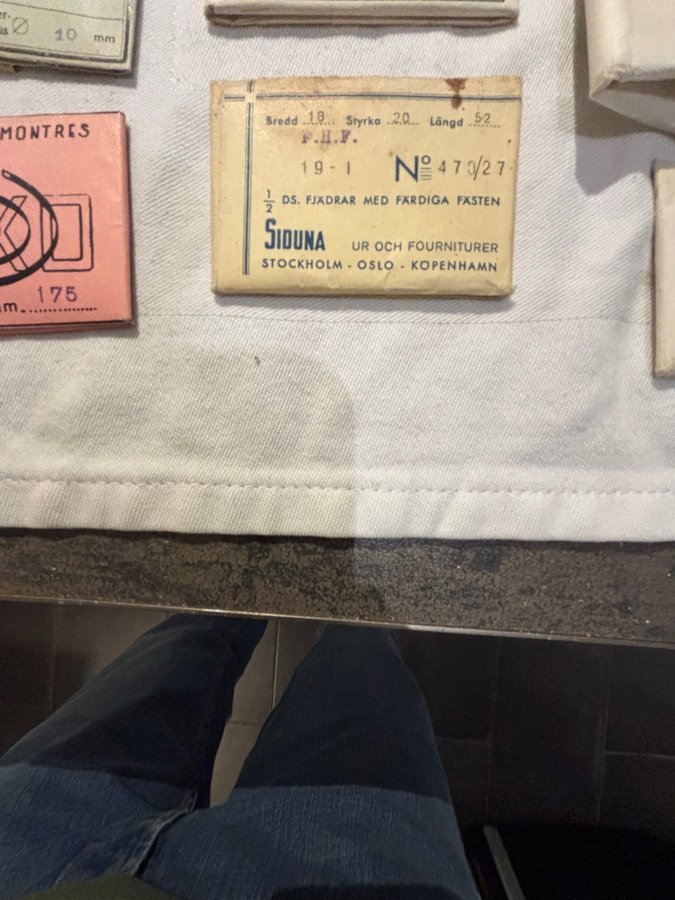 10 mm
MONTRES
m. 175
Bredd 18 Styrka 20 Längd 52
F.H.F.
19-1 Nº 470/27
1/2 DS. FJÄDRAR MED FÄRDIGA FÄSTEN
SIDUNA UR OCH FOURNITURER
STOCKHOLM - OSLO - KÖPENHAMN